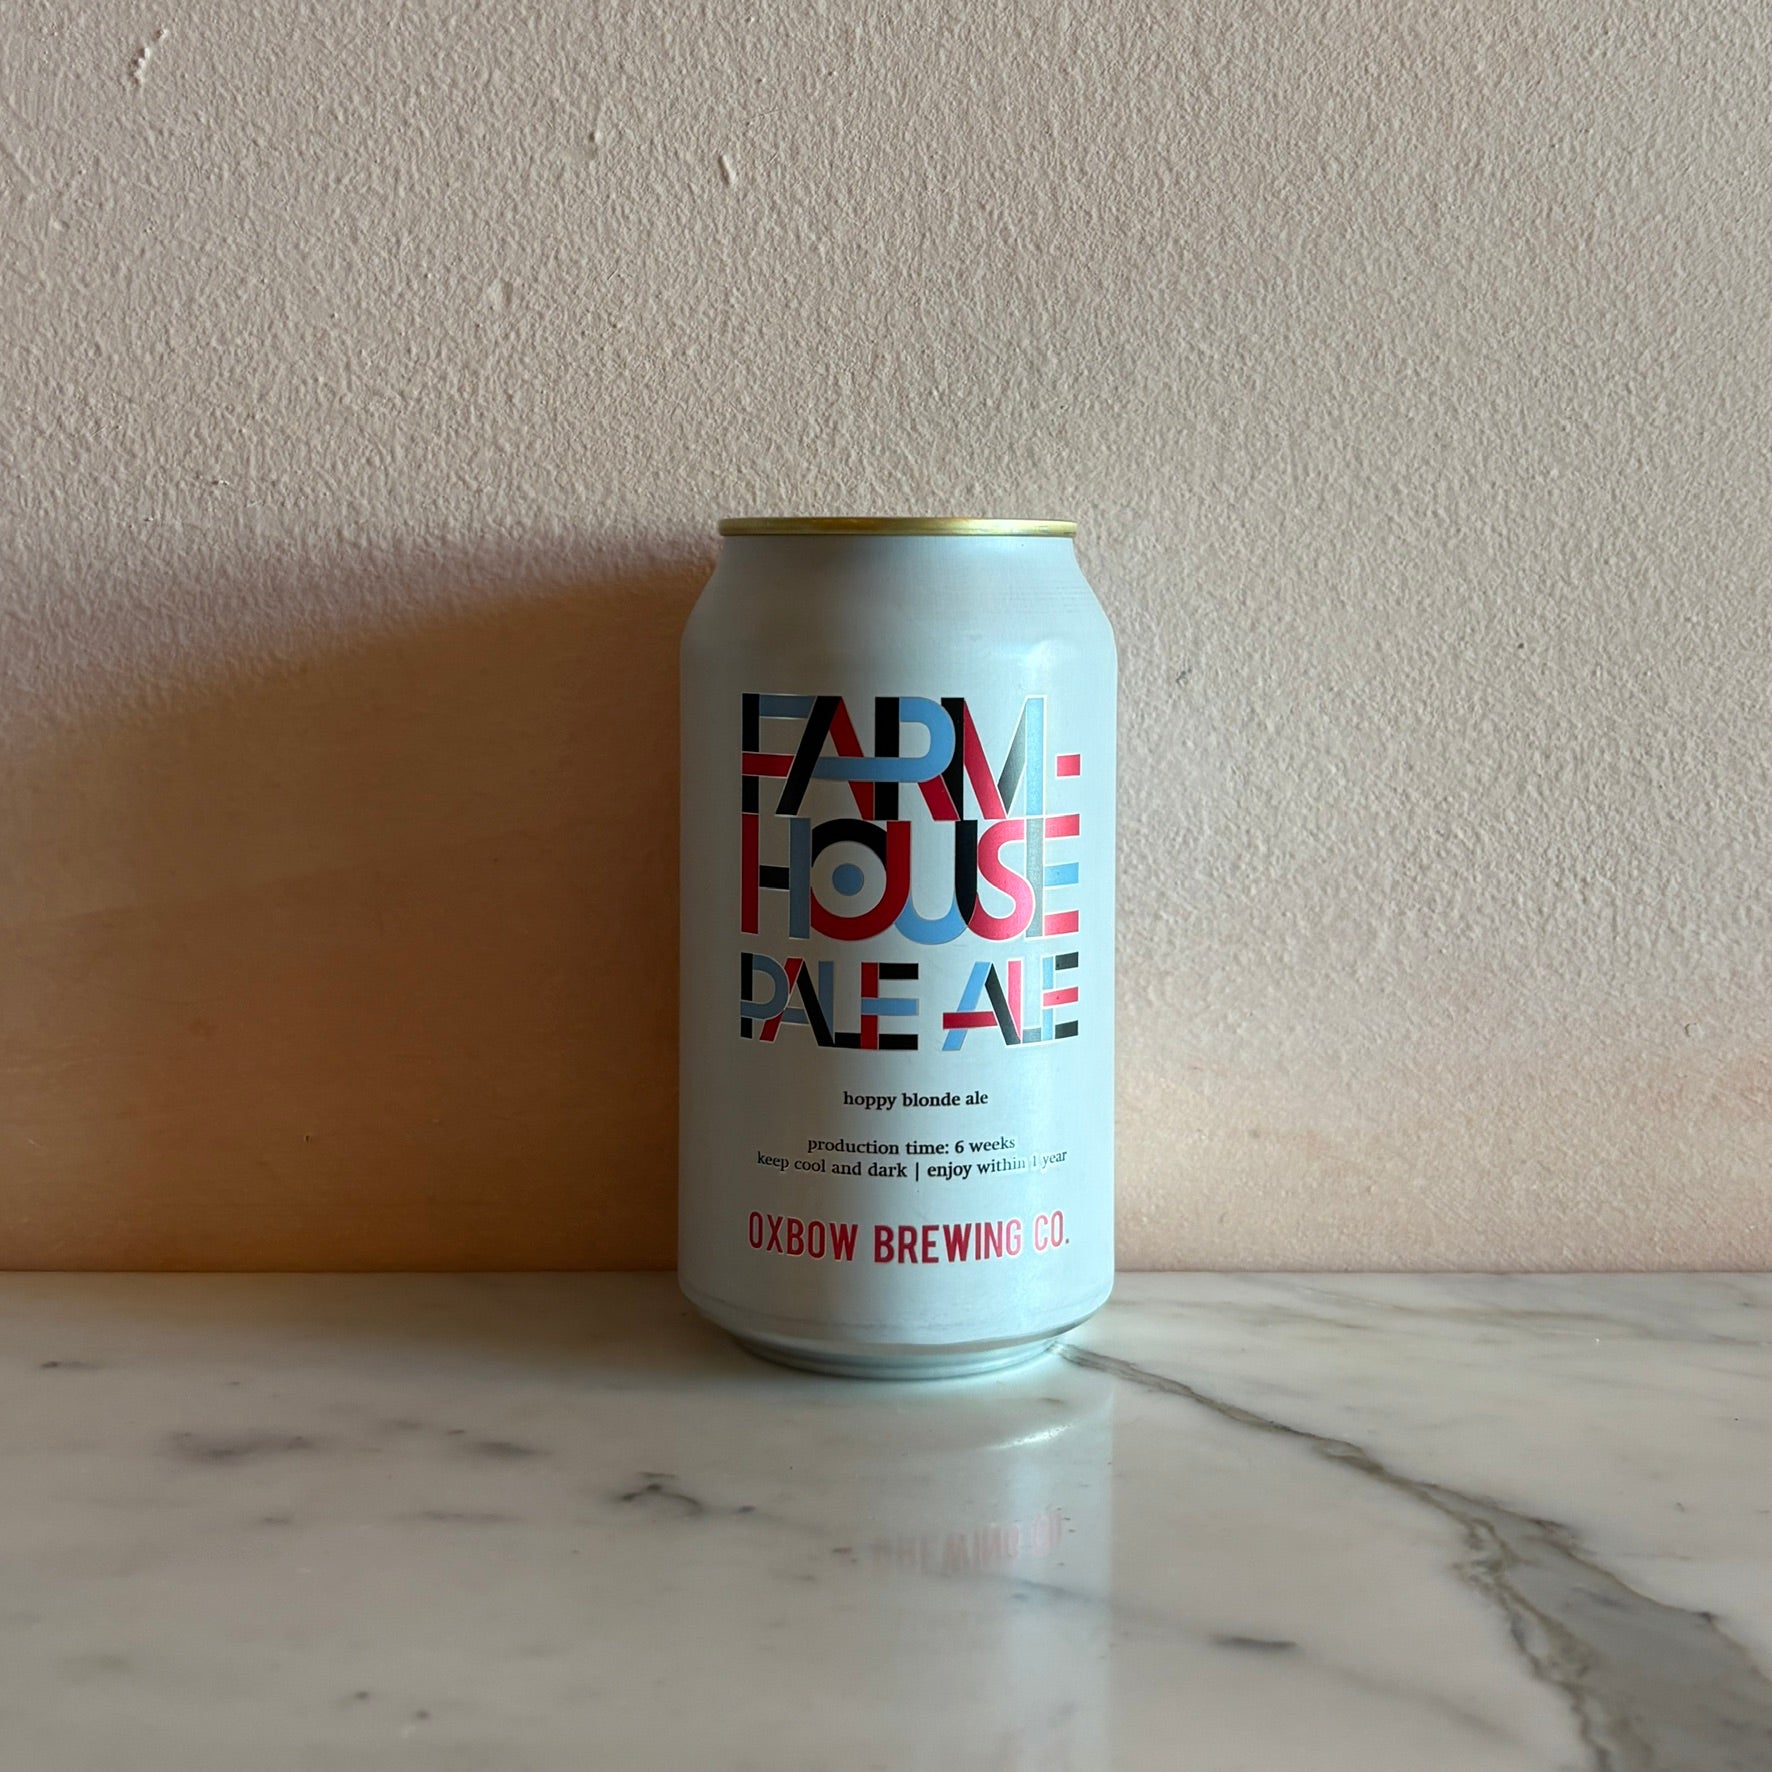 FARM-
HOUSE
PALE ALE
hoppy blonde ale
production time: 6 weeks
keep cool and dark | enjoy within 1 year
OXBOW BREWING CO.